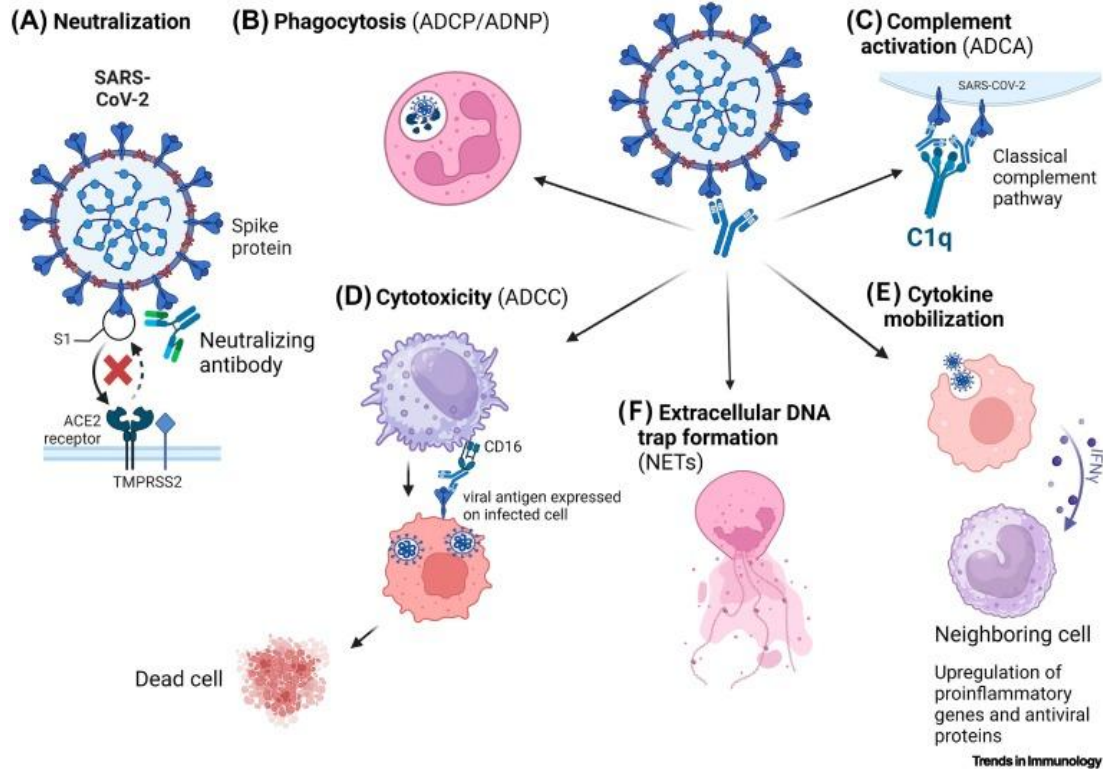 (A) Neutralization
SARS-
CoV-2
Spike
protein
S1
Neutralizing
antibody
ACE2
receptor
TMPRSS2
(B) Phagocytosis (ADCP/ADNP)
(C) Complement
activation (ADCA)
SARS-COV-2
Classical
complement
pathway
C1q
(D) Cytotoxicity (ADCC)
CD16
viral antigen expressed
on infected cell
Dead cell
(E) Cytokine
mobilization
IFNγ
Neighboring cell
Upregulation of
proinflammatory
genes and antiviral
proteins
(F) Extracellular DNA
trap formation
(NETs)
Trends in Immunology